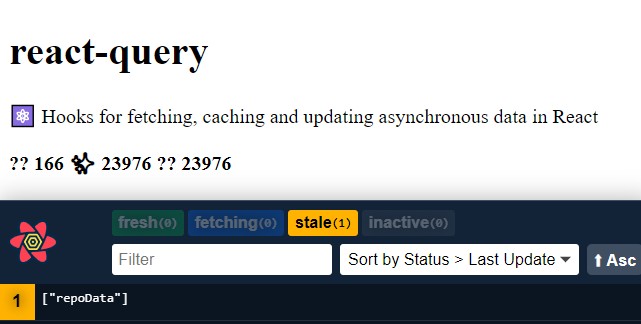 react-query
⚛️ Hooks for fetching, caching and updating asynchronous data in React
?? 166 ✨ 23976 ?? 23976
fresh(0) fetching(0) stale(1) inactive(0)
Filter Sort by Status > Last Update ⬆ Asc
1 ["repoData"]